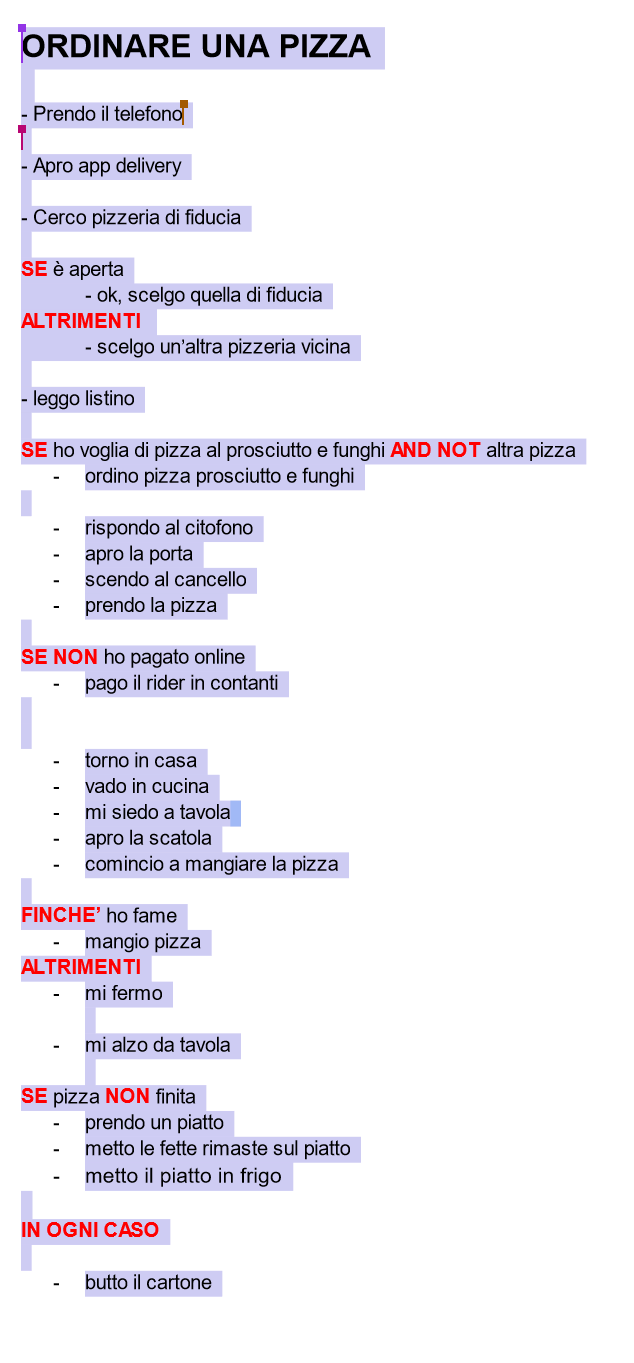 ORDINARE UNA PIZZA
- Prendo il telefono
- Apro app delivery
- Cerco pizzeria di fiducia
SE è aperta
- ok, scelgo quella di fiducia
ALTRIMENTI
- scelgo un’altra pizzeria vicina
- leggo listino
SE ho voglia di pizza al prosciutto e funghi AND NOT altra pizza
- ordino pizza prosciutto e funghi
- rispondo al citofono
- apro la porta
- scendo al cancello
- prendo la pizza
SE NON ho pagato online
- pago il rider in contanti
- torno in casa
- vado in cucina
- mi siedo a tavola
- apro la scatola
- comincio a mangiare la pizza
FINCHE’ ho fame
- mangio pizza
ALTRIMENTI
- mi fermo
- mi alzo da tavola
SE pizza NON finita
- prendo un piatto
- metto le fette rimaste sul piatto
- metto il piatto in frigo
IN OGNI CASO
- butto il cartone